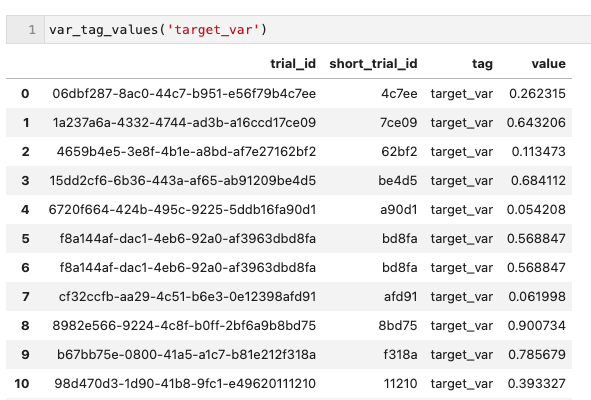 1 var_tag_values('target_var')
trial_id short_trial_id tag value
0 06dbf287-8ac0-44c7-b951-e56f79b4c7ee 4c7ee target_var 0.262315
1 1a237a6a-4332-4744-ad3b-a16ccd17ce09 7ce09 target_var 0.643206
2 4659b4e5-3e8f-4b1e-a8bd-af7e27162bf2 62bf2 target_var 0.113473
3 15dd2cf6-6b36-443a-af65-ab91209be4d5 be4d5 target_var 0.684112
4 6720f664-424b-495c-9225-5ddb16fa90d1 a90d1 target_var 0.054208
5 f8a144af-dac1-4eb6-92a0-af3963dbd8fa bd8fa target_var 0.568847
6 f8a144af-dac1-4eb6-92a0-af3963dbd8fa bd8fa target_var 0.568847
7 cf32ccfb-aa29-4c51-b6e3-0e12398afd91 afd91 target_var 0.061998
8 8982e566-9224-4c8f-b0ff-2bf6a9b8bd75 8bd75 target_var 0.900734
9 b67bb75e-0800-41a5-a1c7-b81e212f318a f318a target_var 0.785679
10 98d470d3-1d90-41b8-9fc1-e49620111210 11210 target_var 0.393327